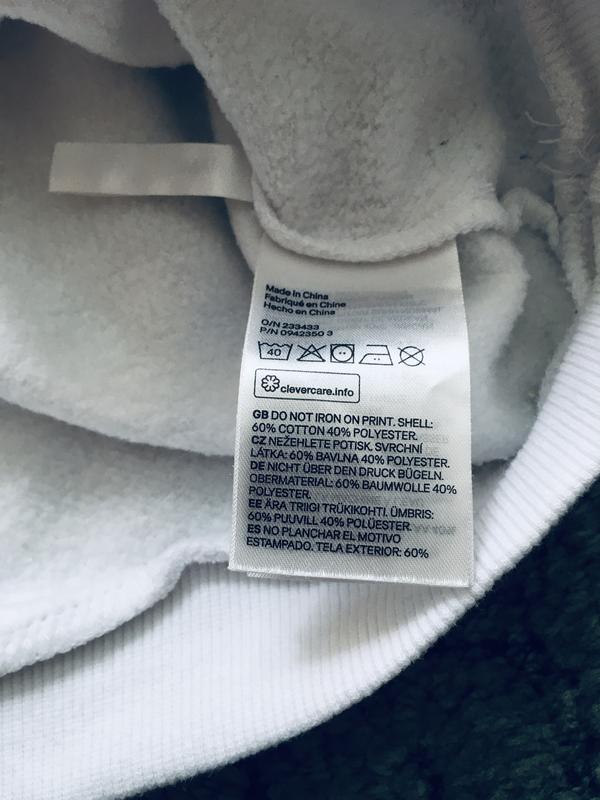 Made in China
Fabriqué en Chine
Hecho en China
O/N 233433
P/N 0942350 3
40
clevercare.info
GB DO NOT IRON ON PRINT. SHELL:
60% COTTON 40% POLYESTER.
CZ NEŽEHLETE POTISK. SVRCHNÍ
LÁTKA: 60% BAVLNA 40% POLYESTER.
DE NICHT ÜBER DEN DRUCK BÜGELN.
OBERMATERIAL: 60% BAUMWOLLE 40%
POLYESTER.
EE ÄRA TRIIGI TRÜKIKOHTI. ÜMBRIS:
60% PUUVILL 40% POLÜESTER.
ES NO PLANCHAR EL MOTIVO
ESTAMPADO. TELA EXTERIOR: 60%